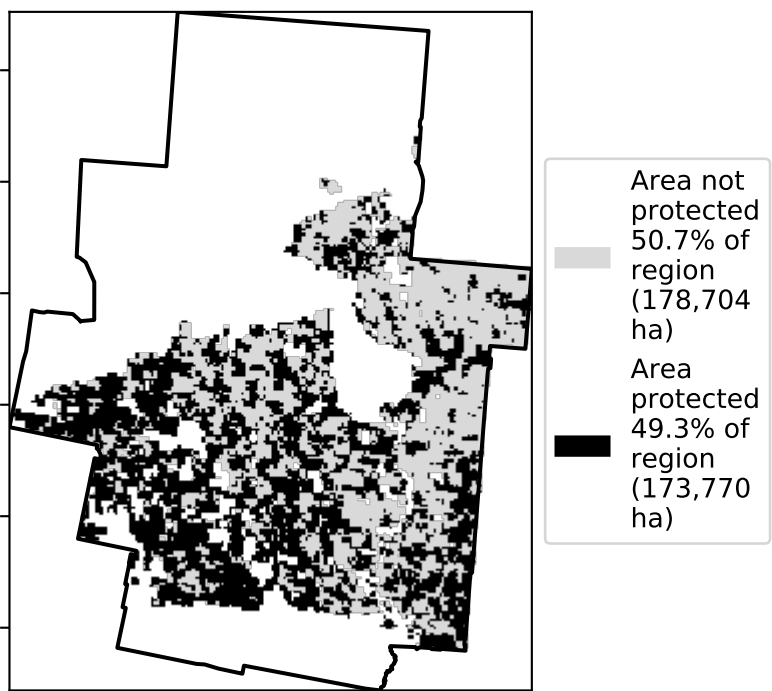 Area not
protected
50.7% of
region
(178,704
ha)
Area
protected
49.3% of
region
(173,770
ha)